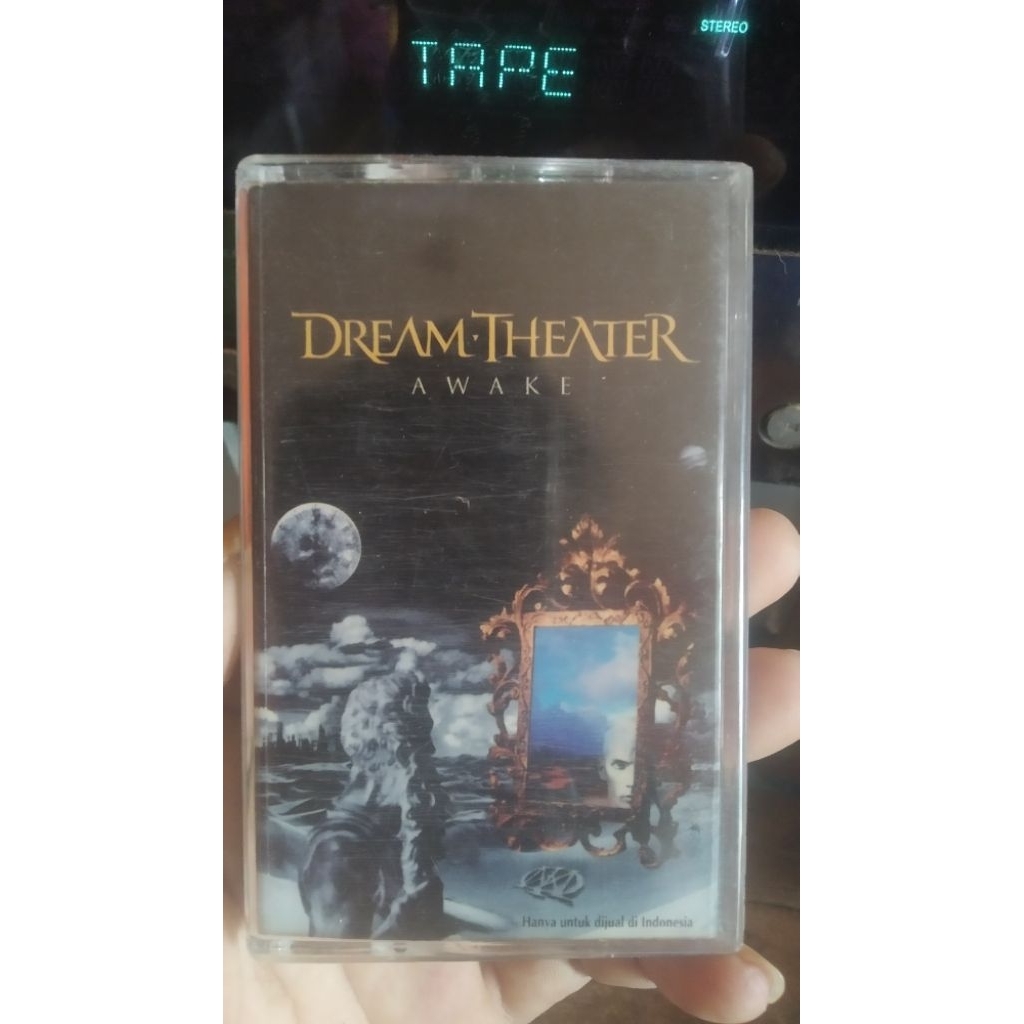 STEREO
TAPE
DREAM THEATER
AWAKE
Hanya untuk dijual di Indonesia